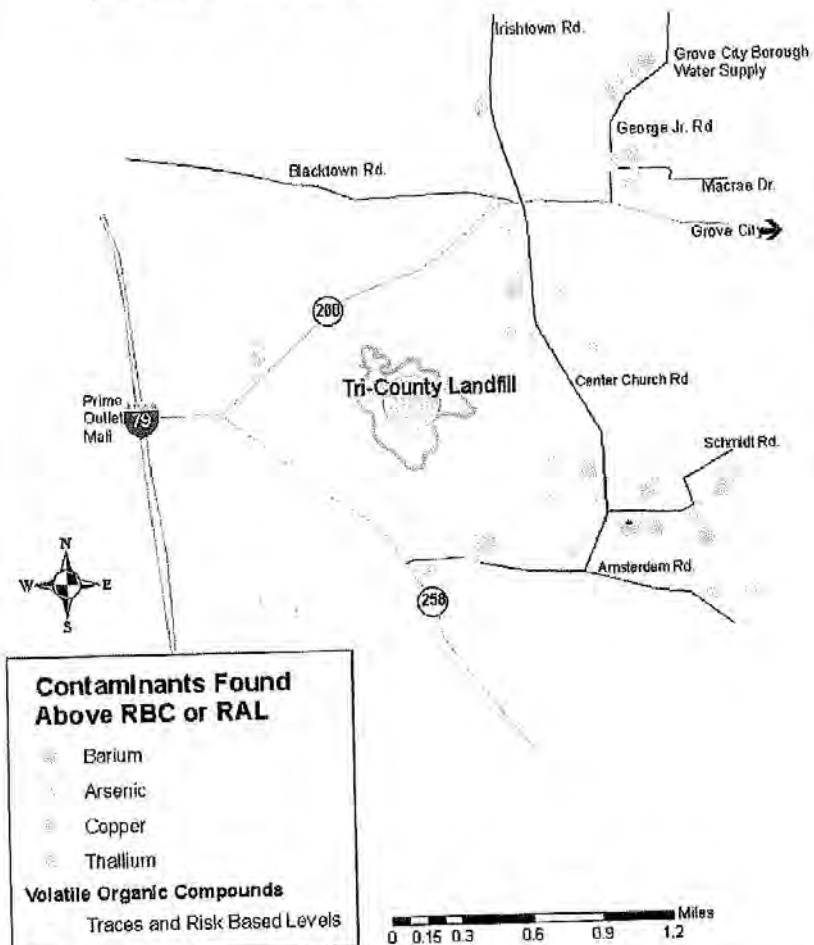 Irishtown Rd.
Grove City Borough
Water Supply
George Jr. Rd
Blacktown Rd.
Macrae Dr.
Grove City
208
Tri-County Landfill
Center Church Rd
Prime
Outlet
Mall
79
Schmidt Rd.
N
W E
S
Amsterdam Rd.
258
Contaminants Found
Above RBC or RAL
Barium
Arsenic
Copper
Thallium
Volatile Organic Compounds
Traces and Risk Based Levels
Miles
0 0.15 0.3 0.6 0.9 1.2